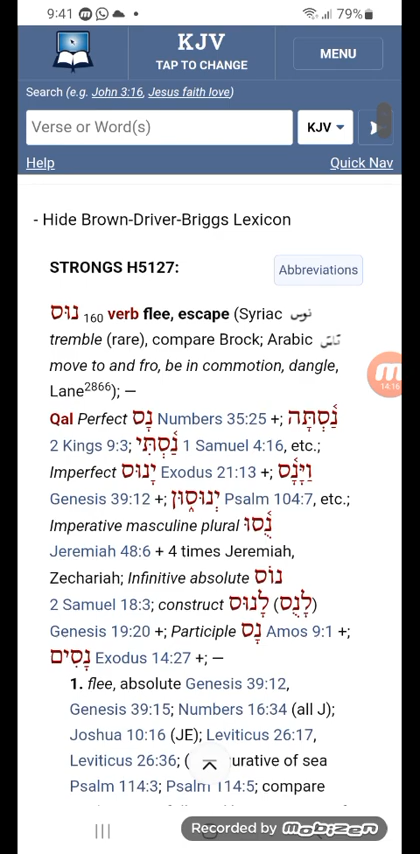 9:41 79%
KJV
TAP TO CHANGE
MENU
Search (e.g. John 3:16, Jesus faith love)
Verse or Word(s)
KJV
Help Quick Nav
- Hide Brown-Driver-Briggs Lexicon
STRONGS H5127:
Abbreviations
נוּס 160 verb flee, escape (Syriac
tremble (rare), compare Brock; Arabic
move to and fro, be in commotion, dangle,
Lane2866); —
Qal Perfect נָס Numbers 35:25 +; נַ֫סְתָּה
2 Kings 9:3; נַ֫סְתִּי 1 Samuel 4:16, etc.;
Imperfect יָנוּס Exodus 21:13 +; וַיָּ֫נָס
Genesis 39:12 +; יְנוּס֑וּן Psalm 104:7, etc.;
Imperative masculine plural נֻ֫סוּ
Jeremiah 48:6 + 4 times Jeremiah,
Zechariah; Infinitive absolute נוֹס
2 Samuel 18:3; construct לָנוּס (לָנֻס)
Genesis 19:20 +; Participle נָס Amos 9:1 +;
נָסִים Exodus 14:27 +; —
1. flee, absolute Genesis 39:12,
Genesis 39:15; Numbers 16:34 (all J);
Joshua 10:16 (JE); Leviticus 26:17,
Leviticus 26:36; urative of sea
Psalm 114:3; Psalm 114:5; compare
14:16
Recorded by mobizen